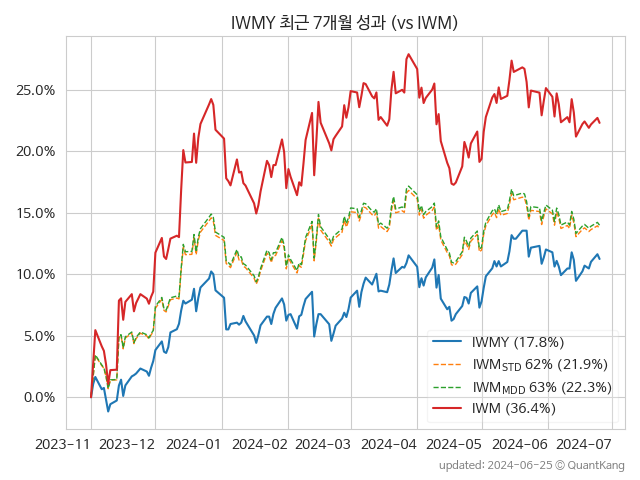 IWMY 최근 7개월 성과 (vs IWM)
25.0%
20.0%
15.0%
10.0%
5.0%
0.0%
IWMY (17.8%)
IWM_STD 62% (21.9%)
IWM_MDD 63% (22.3%)
IWM (36.4%)
2023-11 2023-12 2024-01 2024-02 2024-03 2024-04 2024-05 2024-06 2024-07
updated: 2024-06-25 ⓒ QuantKang